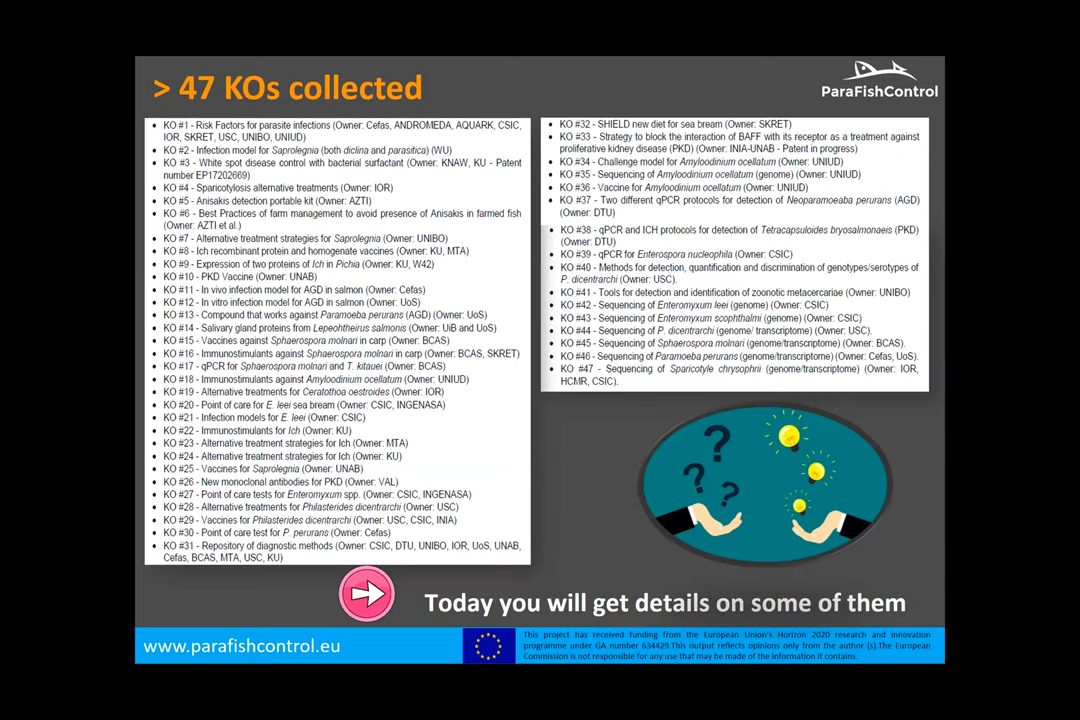 > 47 KOs collected
ParaFishControl
• KO #1 - Risk Factors for parasite infections (Owner: Cefas, ANDROMEDA, AQUARK, CSIC,
IOR, SKRET, USC, UNIBO, UNIUD)
• KO #2 - Infection model for Saprolegnia (both diclina and parasitica) (WU)
• KO #3 - White spot disease control with bacterial surfactant (Owner: KNAW, KU - Patent
number EP17202669)
• KO #4 - Sparicotylosis alternative treatments (Owner: IOR)
• KO #5 - Anisakis detection portable kit (Owner: AZTI)
• KO #6 - Best Practices of farm management to avoid presence of Anisakis in farmed fish
(Owner: AZTI et al.)
• KO #7 - Alternative treatment strategies for Saprolegnia (Owner: UNIBO)
• KO #8 - Ich recombinant protein and homogenate vaccines (Owner: KU, MTA)
• KO #9 - Expression of two proteins of Ich in Pichia (Owner: KU, W42)
• KO #10 - PKD Vaccine (Owner: UNAB)
• KO #11 - In vivo infection model for AGD in salmon (Owner: Cefas)
• KO #12 - In vitro infection model for AGD in salmon (Owner: UoS)
• KO #13 - Compound that works against Paramoeba perurans (AGD) (Owner: UoS)
• KO #14 - Salivary gland proteins from Lepeophtheirus salmonis (Owner: UiB and UoS)
• KO #15 - Vaccines against Sphaerospora molnari in carp (Owner: BCAS)
• KO #16 - Immunostimulants against Sphaerospora molnari in carp (Owner: BCAS, SKRET)
• KO #17 - qPCR for Sphaerospora molnari and T. kitauei (Owner: BCAS)
• KO #18 - Immunostimulants against Amyloodinium ocellatum (Owner: UNIUD)
• KO #19 - Alternative treatments for Ceratothoa oestroides (Owner: IOR)
• KO #20 - Point of care for E. leei sea bream (Owner: CSIC, INGENASA)
• KO #21 - Infection models for E. leei (Owner: CSIC)
• KO #22 - Immunostimulants for Ich (Owner: KU)
• KO #23 - Alternative treatment strategies for Ich (Owner: MTA)
• KO #24 - Alternative treatment strategies for Ich (Owner: KU)
• KO #25 - Vaccines for Saprolegnia (Owner: UNAB)
• KO #26 - New monoclonal antibodies for PKD (Owner: VAL)
• KO #27 - Point of care tests for Enteromyxum spp. (Owner: CSIC, INGENASA)
• KO #28 - Alternative treatments for Philasterides dicentrarchi (Owner: USC)
• KO #29 - Vaccines for Philasterides dicentrarchi (Owner: USC, CSIC, INIA)
• KO #30 - Point of care test for P. perurans (Owner: Cefas)
• KO #31 - Repository of diagnostic methods (Owner: CSIC, DTU, UNIBO, IOR, UoS, UNAB,
Cefas, BCAS, MTA, USC, KU)
• KO #32 - SHIELD new diet for sea bream (Owner: SKRET)
• KO #33 - Strategy to block the interaction of BAFF with its receptor as a treatment against
proliferative kidney disease (PKD) (Owner: INIA-UNAB - Patent in progress)
• KO #34 - Challenge model for Amyloodinium ocellatum (Owner: UNIUD)
• KO #35 - Sequencing of Amyloodinium ocellatum (genome) (Owner: UNIUD)
• KO #36 - Vaccine for Amyloodinium ocellatum (Owner: UNIUD)
• KO #37 - Two different qPCR protocols for detection of Neoparamoeba perurans (AGD)
(Owner: DTU)
• KO #38 - qPCR and ICH protocols for detection of Tetracapsuloides bryosalmonaeis (PKD)
(Owner: DTU)
• KO #39 - qPCR for Enterospora nucleophila (Owner: CSIC)
• KO #40 - Methods for detection, quantification and discrimination of genotypes/serotypes of
P. dicentrarchi (Owner: USC).
• KO #41 - Tools for detection and identification of zoonotic metacercariae (Owner: UNIBO)
• KO #42 - Sequencing of Enteromyxum leei (genome) (Owner: CSIC)
• KO #43 - Sequencing of Enteromyxum scophthalmi (genome) (Owner: CSIC)
• KO #44 - Sequencing of P. dicentrarchi (genome/ transcriptome) (Owner: USC).
• KO #45 - Sequencing of Sphaerospora molnari (genome/transcriptome) (Owner: BCAS).
• KO #46 - Sequencing of Paramoeba perurans (genome/transcriptome) (Owner: Cefas, UoS).
• KO #47 - Sequencing of Sparicotyle chrysophrii (genome/transcriptome) (Owner: IOR,
HCMR, CSIC).
? ? ?
Today you will get details on some of them
www.parafishcontrol.eu
This project has received funding from the European Union's Horizon 2020 research and innovation
programme under GA number 634429.This output reflects opinions only from the author (s).The European
Commission is not responsible for any use that may be made of the information it contains.